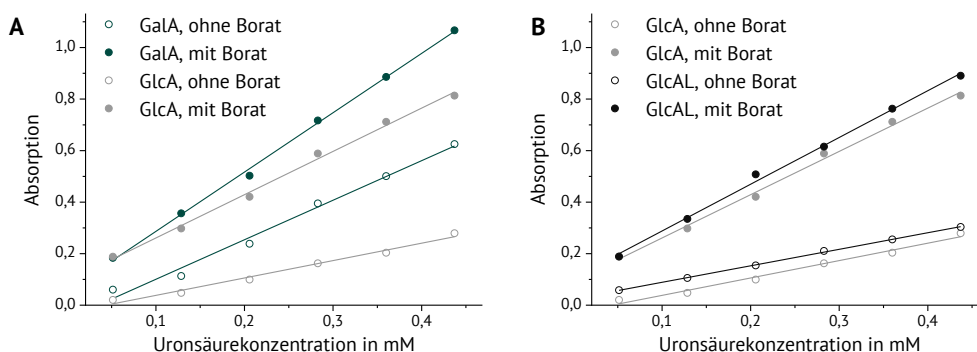 A
GalA, ohne Borat
GalA, mit Borat
GlcA, ohne Borat
GlcA, mit Borat
1,0
0,8
0,6
0,4
0,2
0,0
Absorption
0,1 0,2 0,3 0,4
Uronsäurekonzentration in mM
B
GlcA, ohne Borat
GlcA, mit Borat
GlcAL, ohne Borat
GlcAL, mit Borat
1,0
0,8
0,6
0,4
0,2
0,0
Absorption
0,1 0,2 0,3 0,4
Uronsäurekonzentration in mM